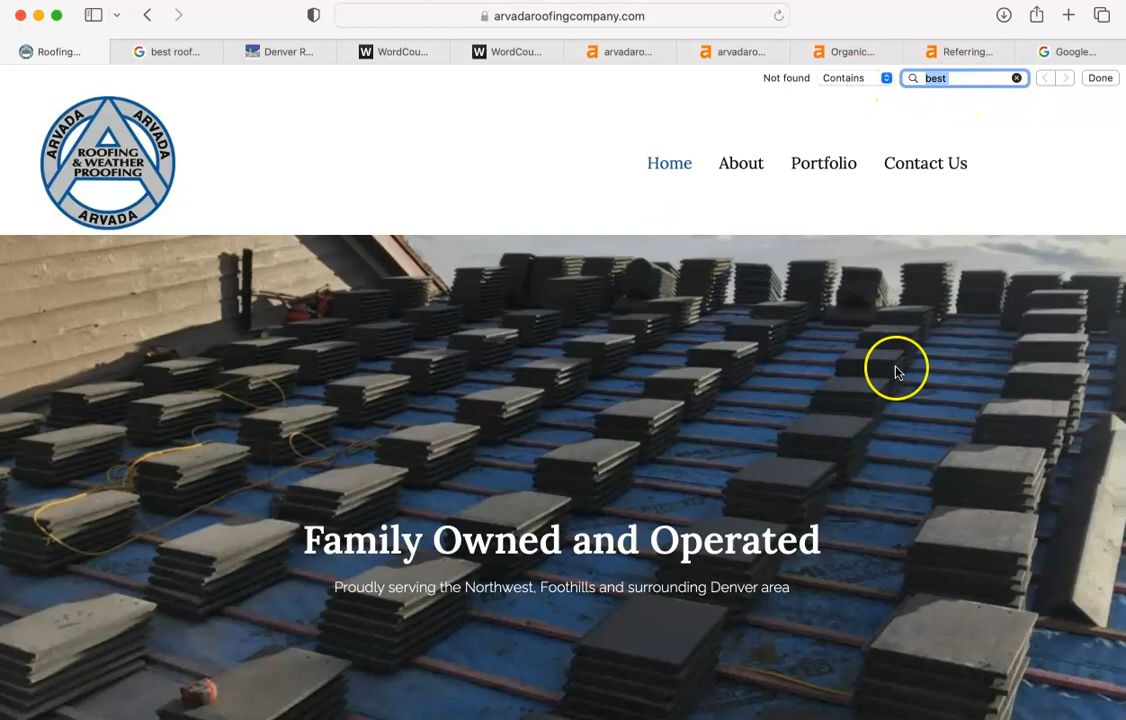 arvadaroofingcompany.com
Roofing...
best roof...
Denver R...
WordCou...
WordCou...
arvadaro...
arvadaro...
Organic...
Referring...
Google...
Not found
Contains
best
Done
ARVADA
ARVADA
ROOFING
& WEATHER
PROOFING
ARVADA
Home
About
Portfolio
Contact Us
Family Owned and Operated
Proudly serving the Northwest, Foothills and surrounding Denver area